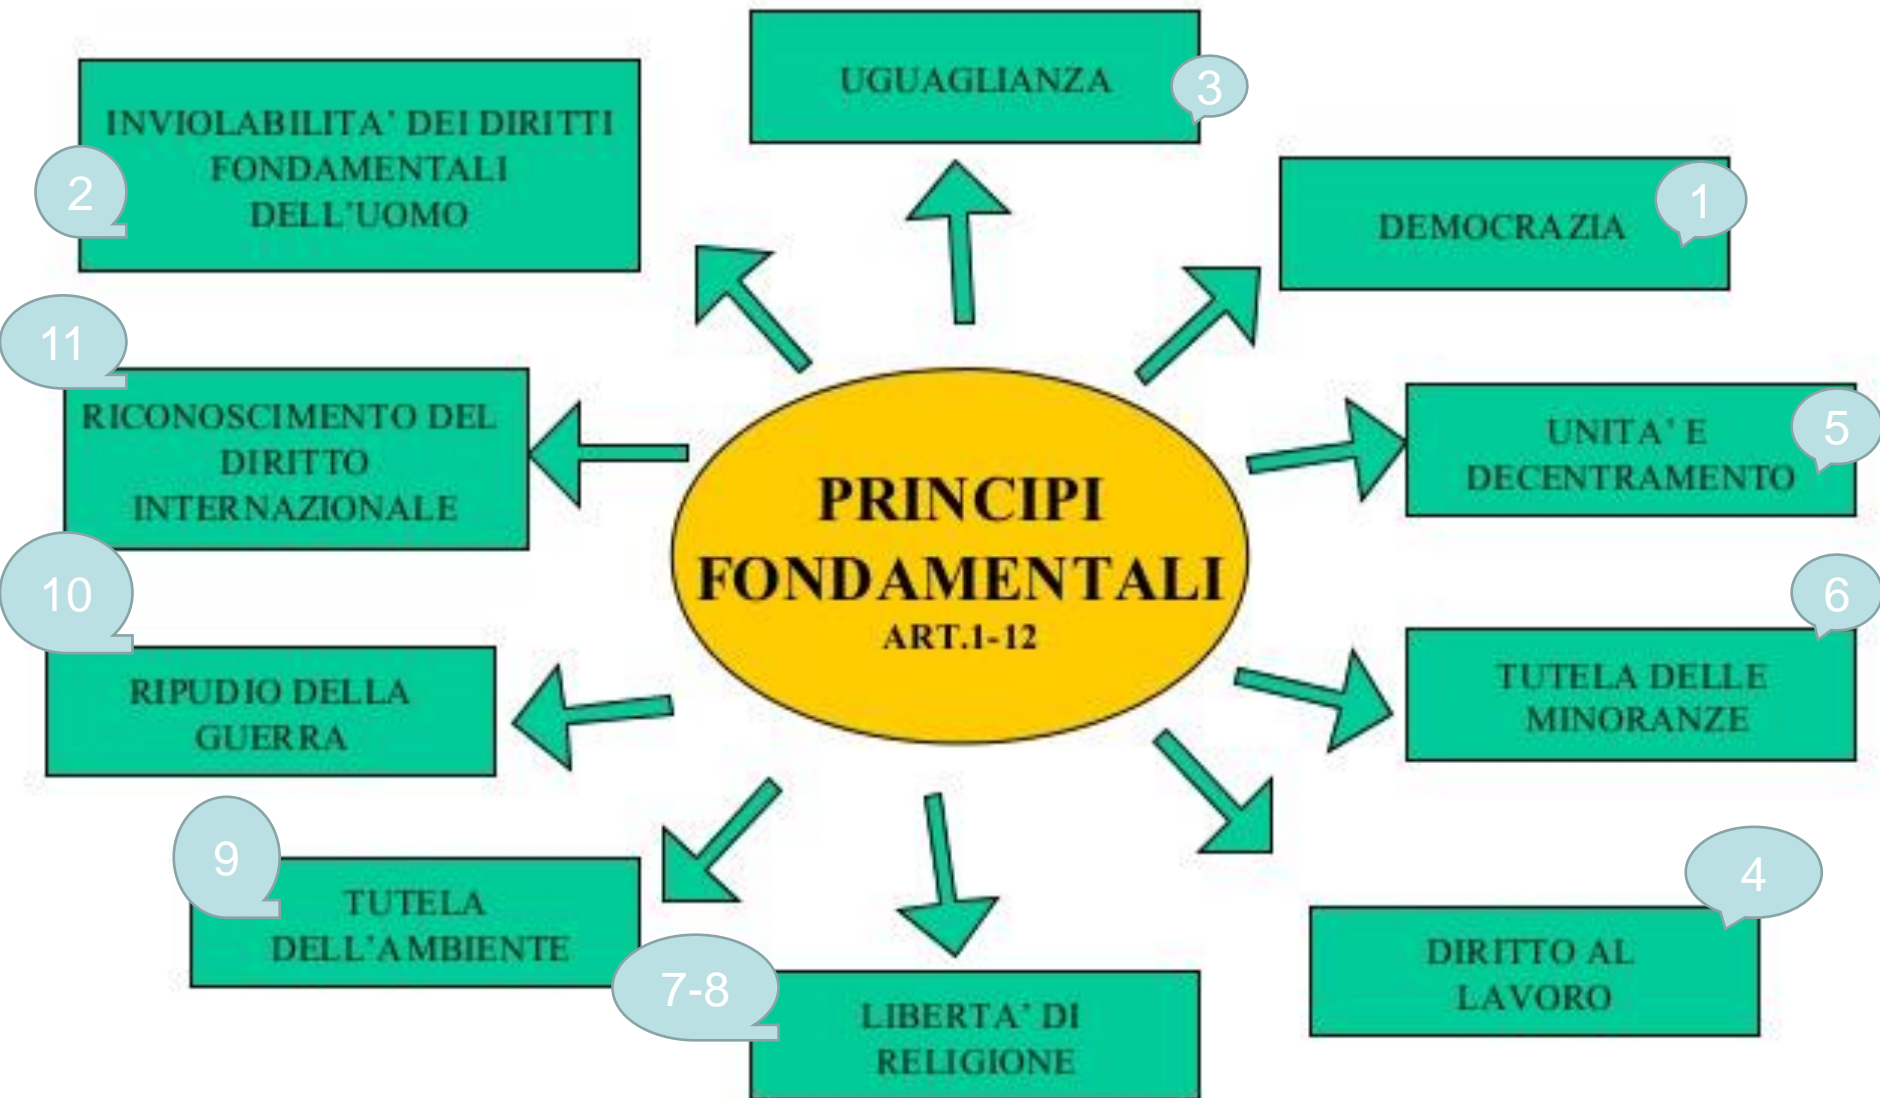 UGUAGLIANZA
3
INVIOLABILITA' DEI DIRITTI
FONDAMENTALI
DELL'UOMO
2
DEMOCRAZIA
1
11
RICONOSCIMENTO DEL
DIRITTO
INTERNAZIONALE
UNITA' E
DECENTRAMENTO
5
PRINCIPI
FONDAMENTALI
ART.1-12
10
RIPUDIO DELLA
GUERRA
6
TUTELA DELLE
MINORANZE
9
TUTELA
DELL'AMBIENTE
7-8
LIBERTA' DI
RELIGIONE
4
DIRITTO AL
LAVORO